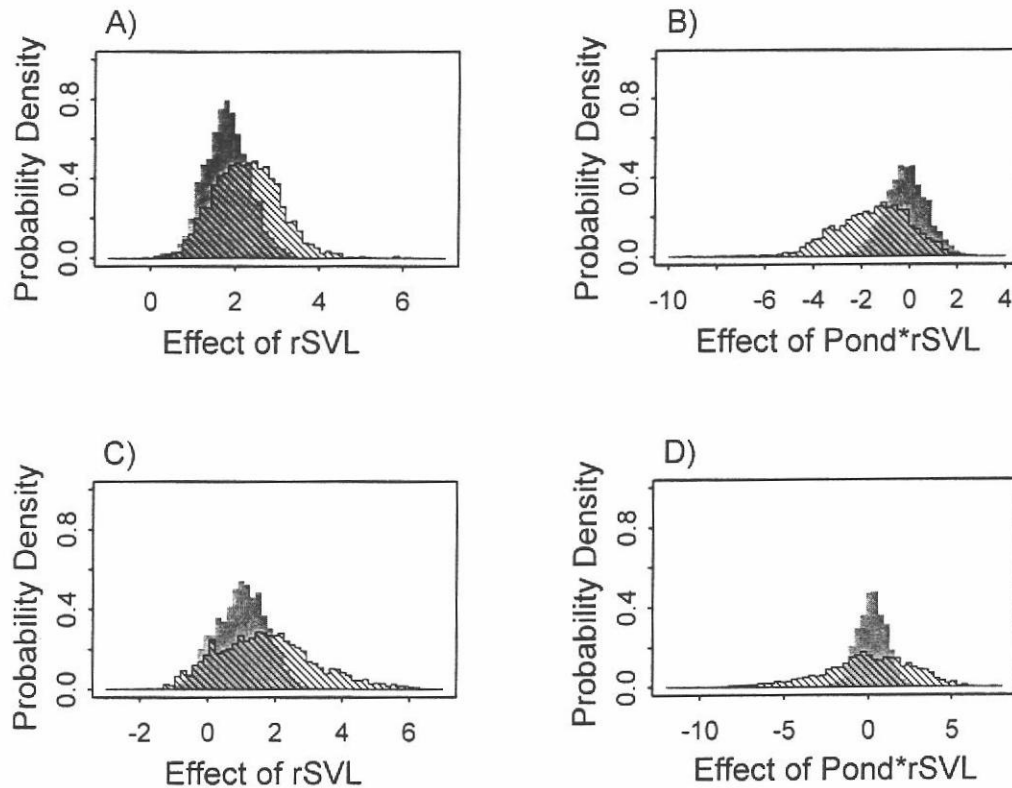 A)
Probability Density
0.0 0.4 0.8
0 2 4 6
Effect of rSVL
B)
Probability Density
0.0 0.4 0.8
-10 -6 -4 -2 0 2 4
Effect of Pond*rSVL
C)
Probability Density
0.0 0.4 0.8
-2 0 2 4 6
Effect of rSVL
D)
Probability Density
0.0 0.4 0.8
-10 -5 0 5
Effect of Pond*rSVL